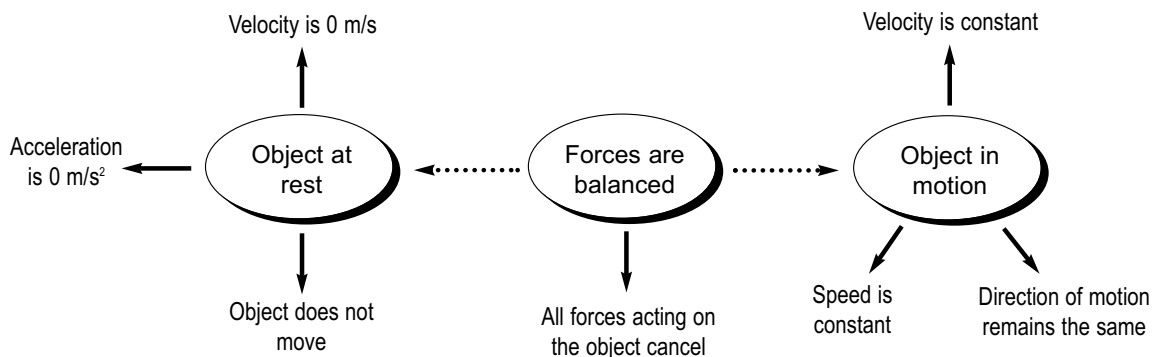 Velocity is 0 m/s
Velocity is constant
Acceleration
is 0 m/s²
Object at
rest
Forces are
balanced
Object in
motion
Object does not
move
All forces acting on
the object cancel
Speed is
constant
Direction of motion
remains the same